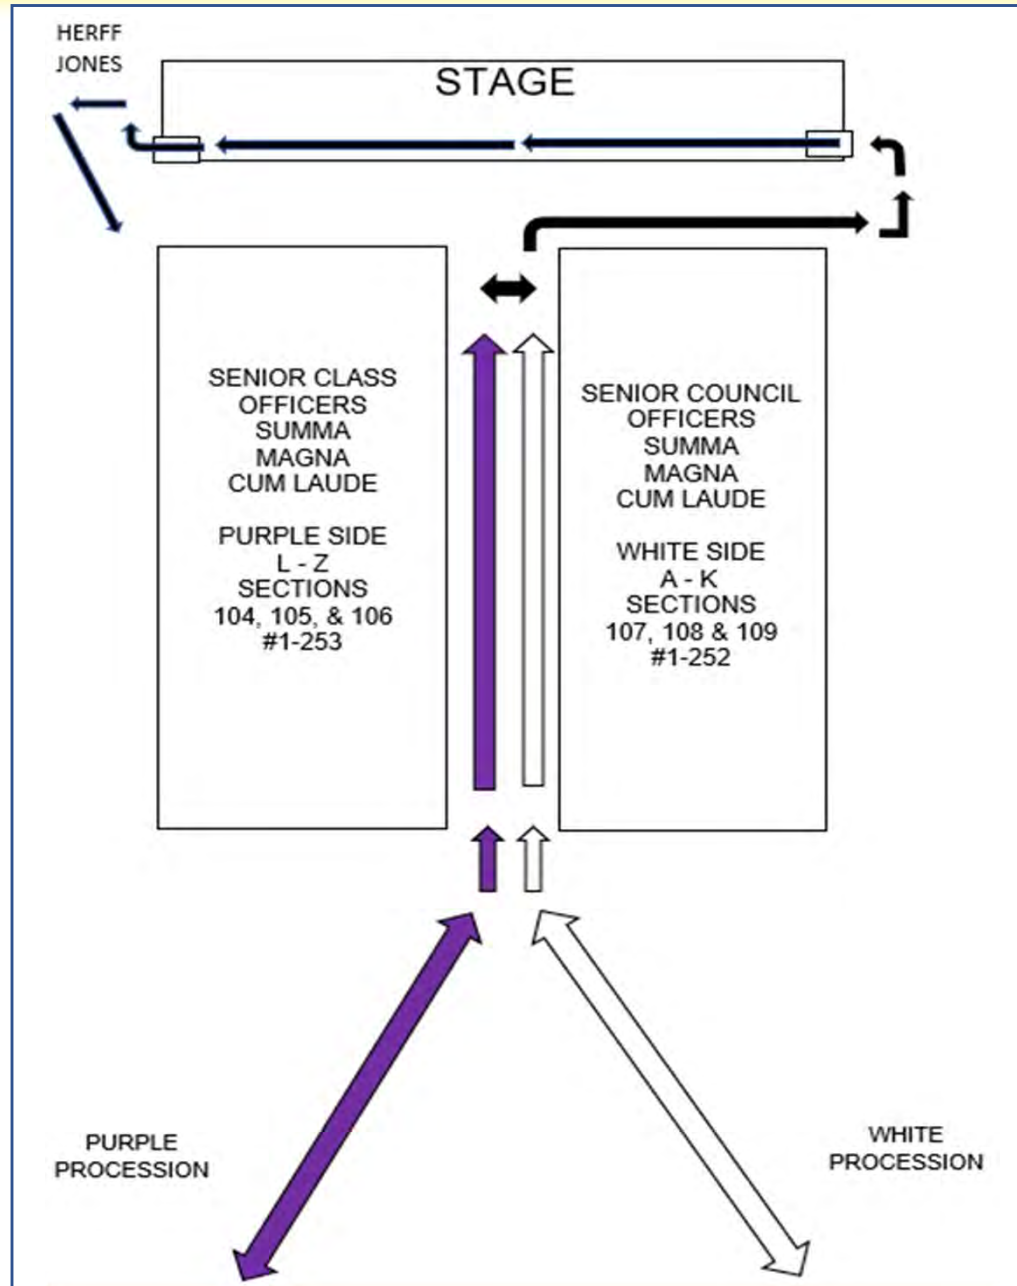 HERFF
JONES
STAGE
SENIOR CLASS
OFFICERS
SUMMA
MAGNA
CUM LAUDE
PURPLE SIDE
L - Z
SECTIONS
104, 105, & 106
#1-253
SENIOR COUNCIL
OFFICERS
SUMMA
MAGNA
CUM LAUDE
WHITE SIDE
A - K
SECTIONS
107, 108 & 109
#1-252
PURPLE
PROCESSION
WHITE
PROCESSION